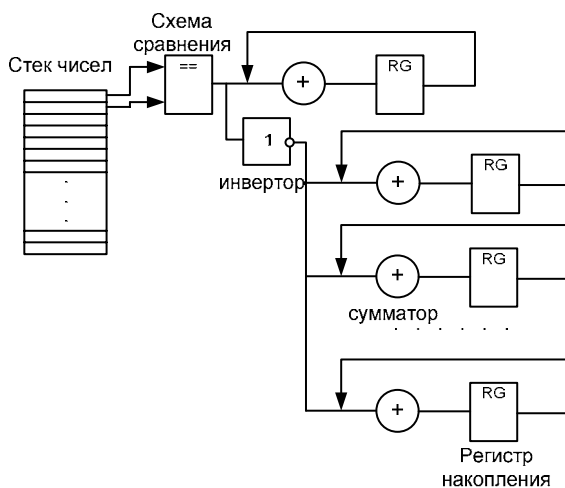 Схема
сравнения
Стек чисел
==
+
RG
1
инвертор
+
RG
+
RG
сумматор
. . . . . .
+
RG
Регистр
накопления